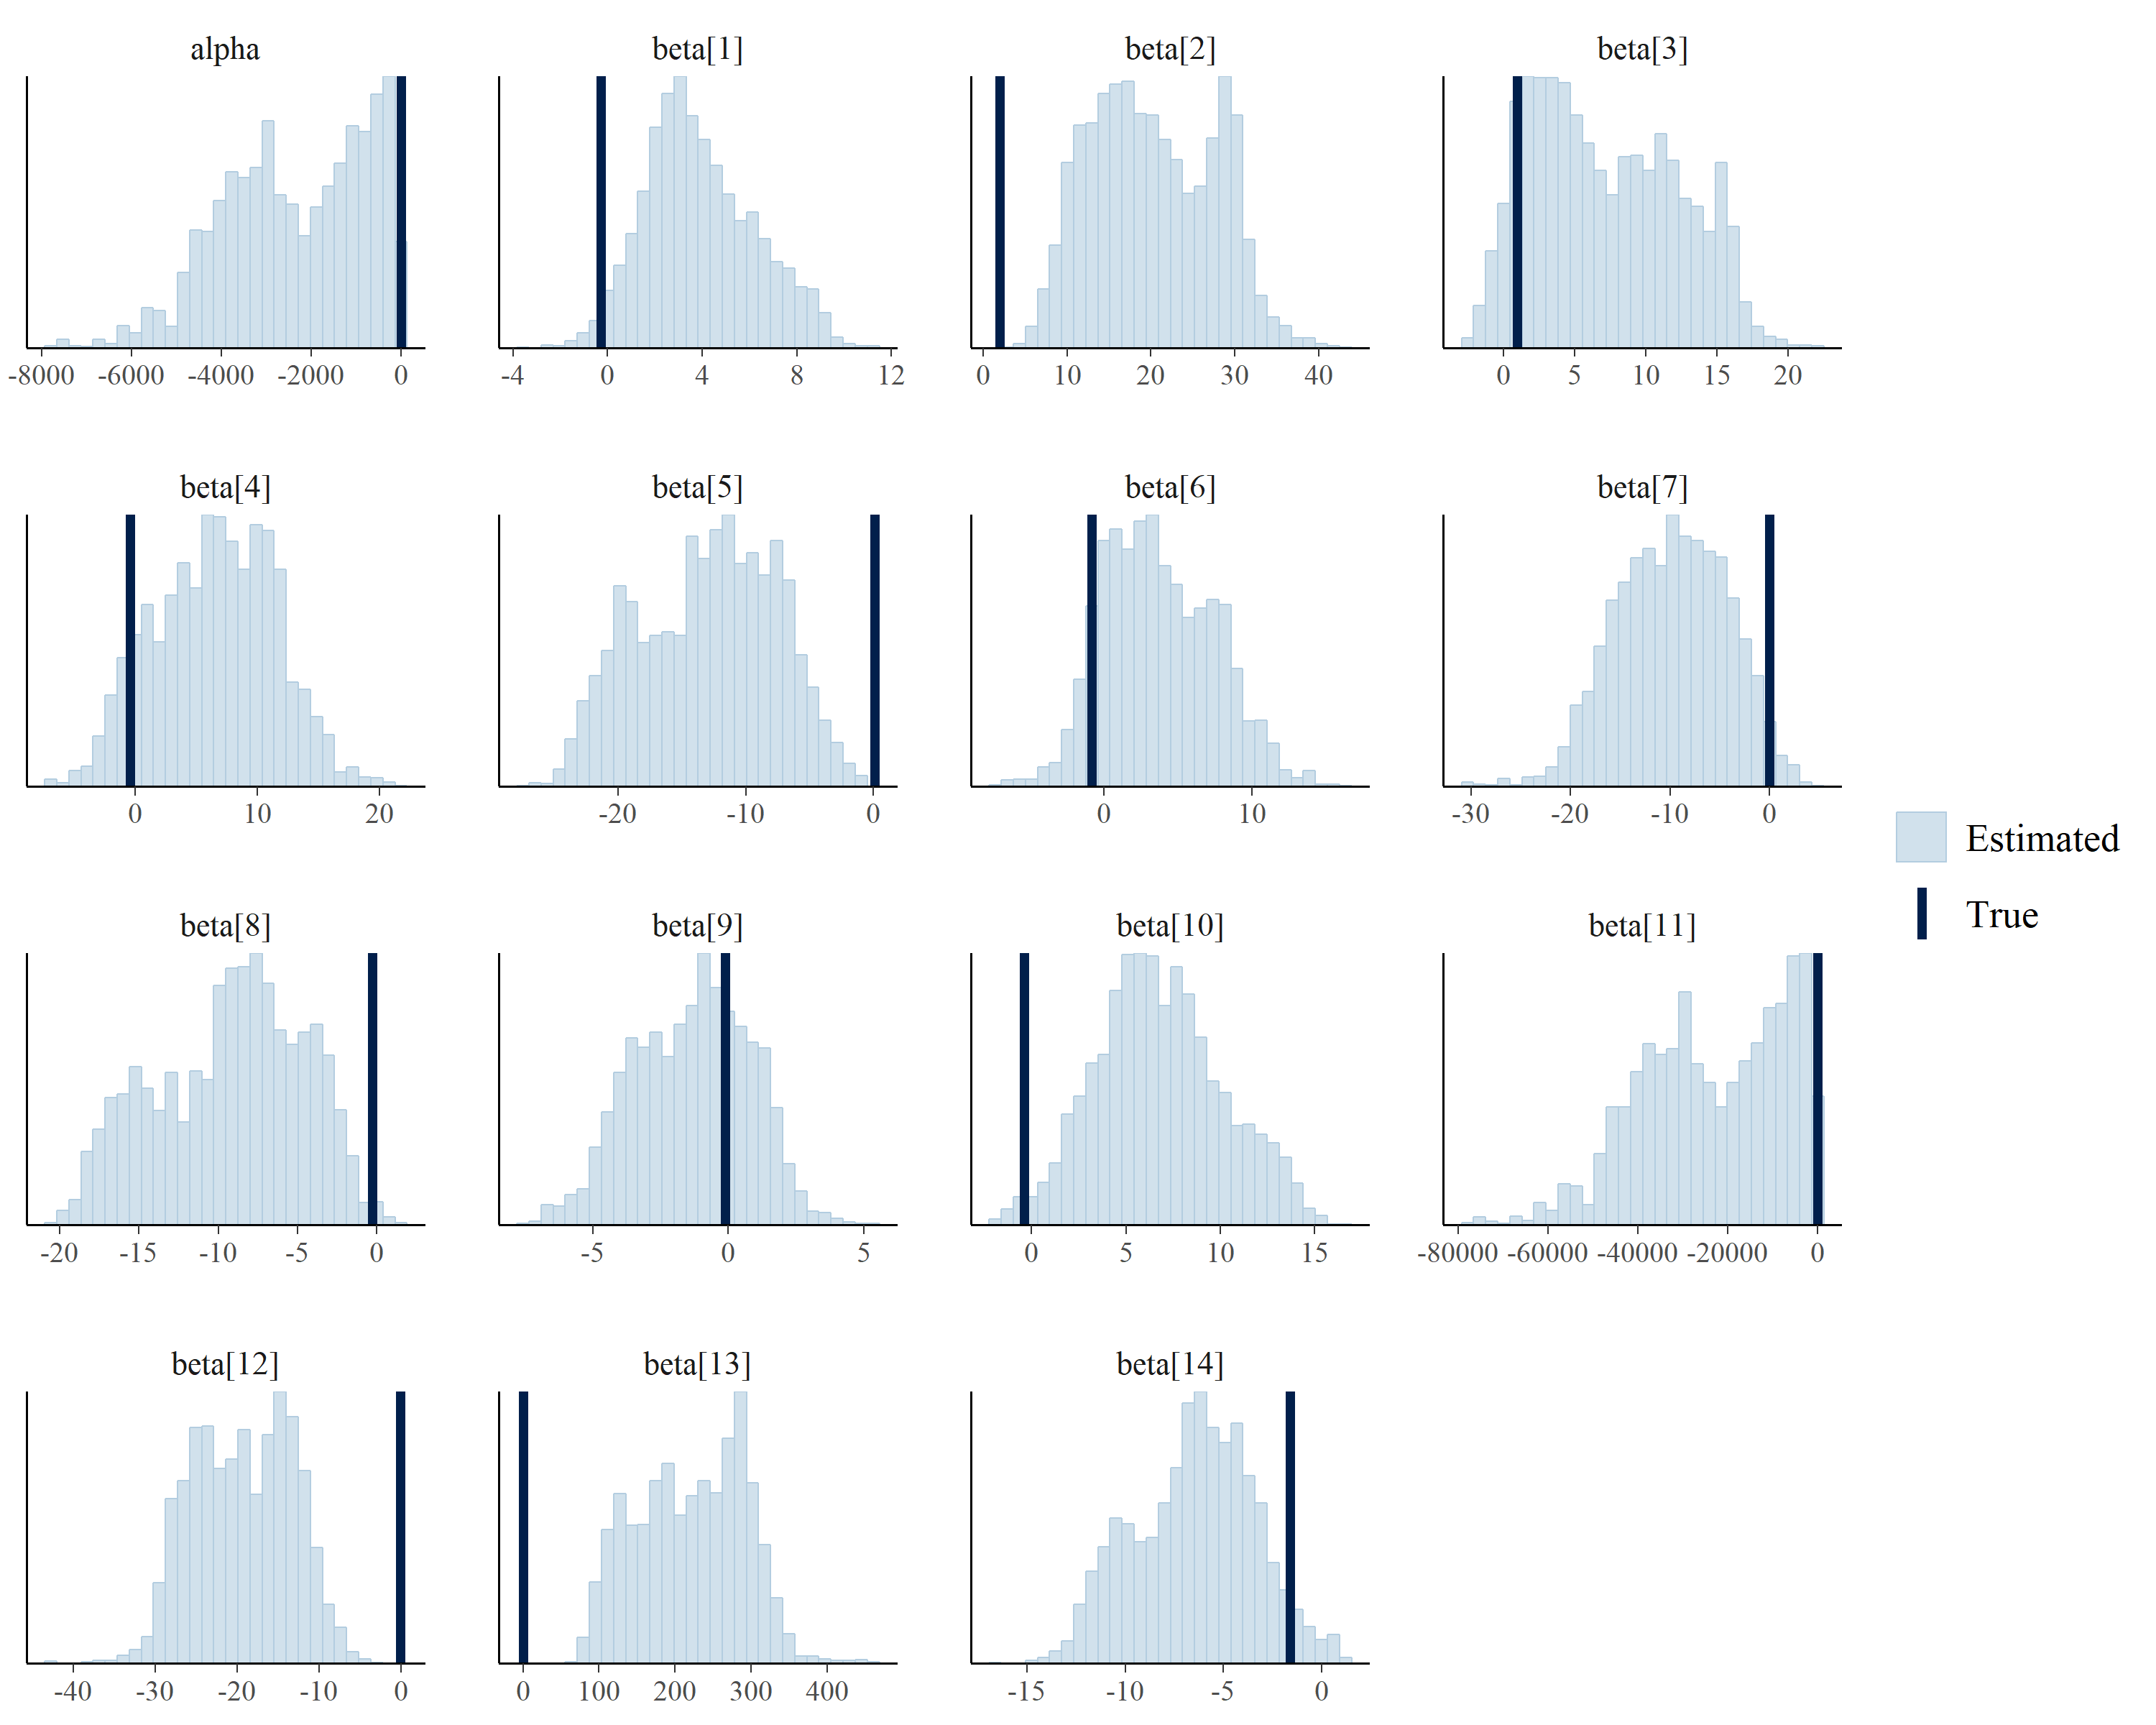 alpha beta[1] beta[2] beta[3]
-8000 -6000 -4000 -2000 0 -4 0 4 8 12 0 10 20 30 40 0 5 10 15 20
beta[4] beta[5] beta[6] beta[7]
0 10 20 -20 -10 0 0 10 -30 -20 -10 0
Estimated
True
beta[8] beta[9] beta[10] beta[11]
-20 -15 -10 -5 0 -5 0 5 0 5 10 15 -80000 -60000 -40000 -20000 0
beta[12] beta[13] beta[14]
-40 -30 -20 -10 0 0 100 200 300 400 -15 -10 -5 0